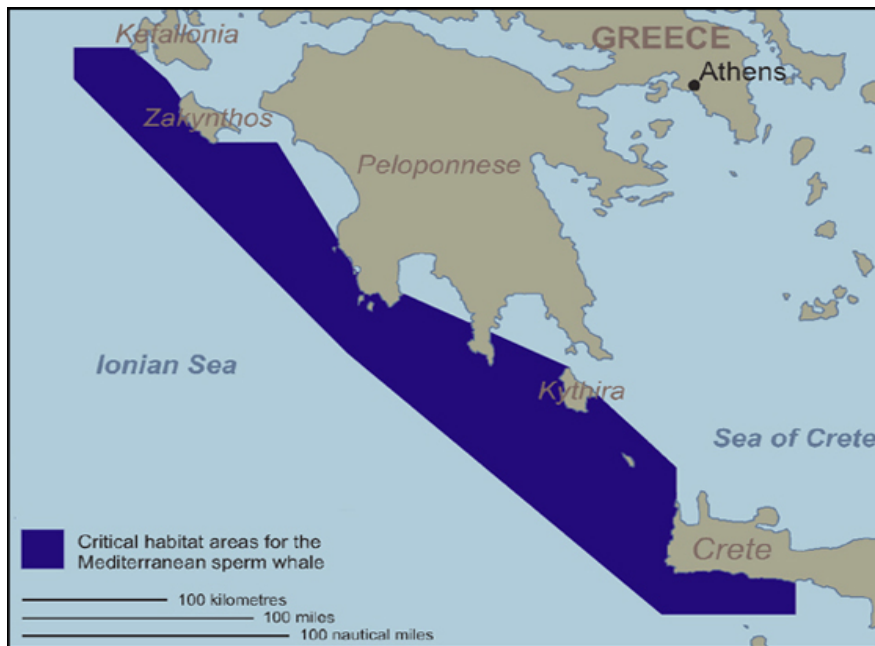 Kefallonia
GREECE
Athens
Zakynthos
Peloponnese
Ionian Sea
Kythira
Sea of Crete
Critical habitat areas for the
Mediterranean sperm whale
Crete
100 kilometres
100 miles
100 nautical miles